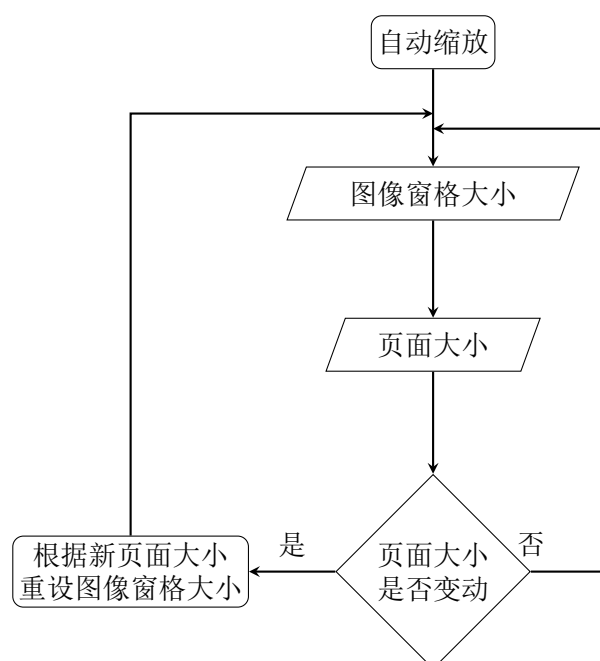 自动缩放
图像窗格大小
页面大小
是
否
根据新页面大小
重设图像窗格大小
页面大小
是否变动